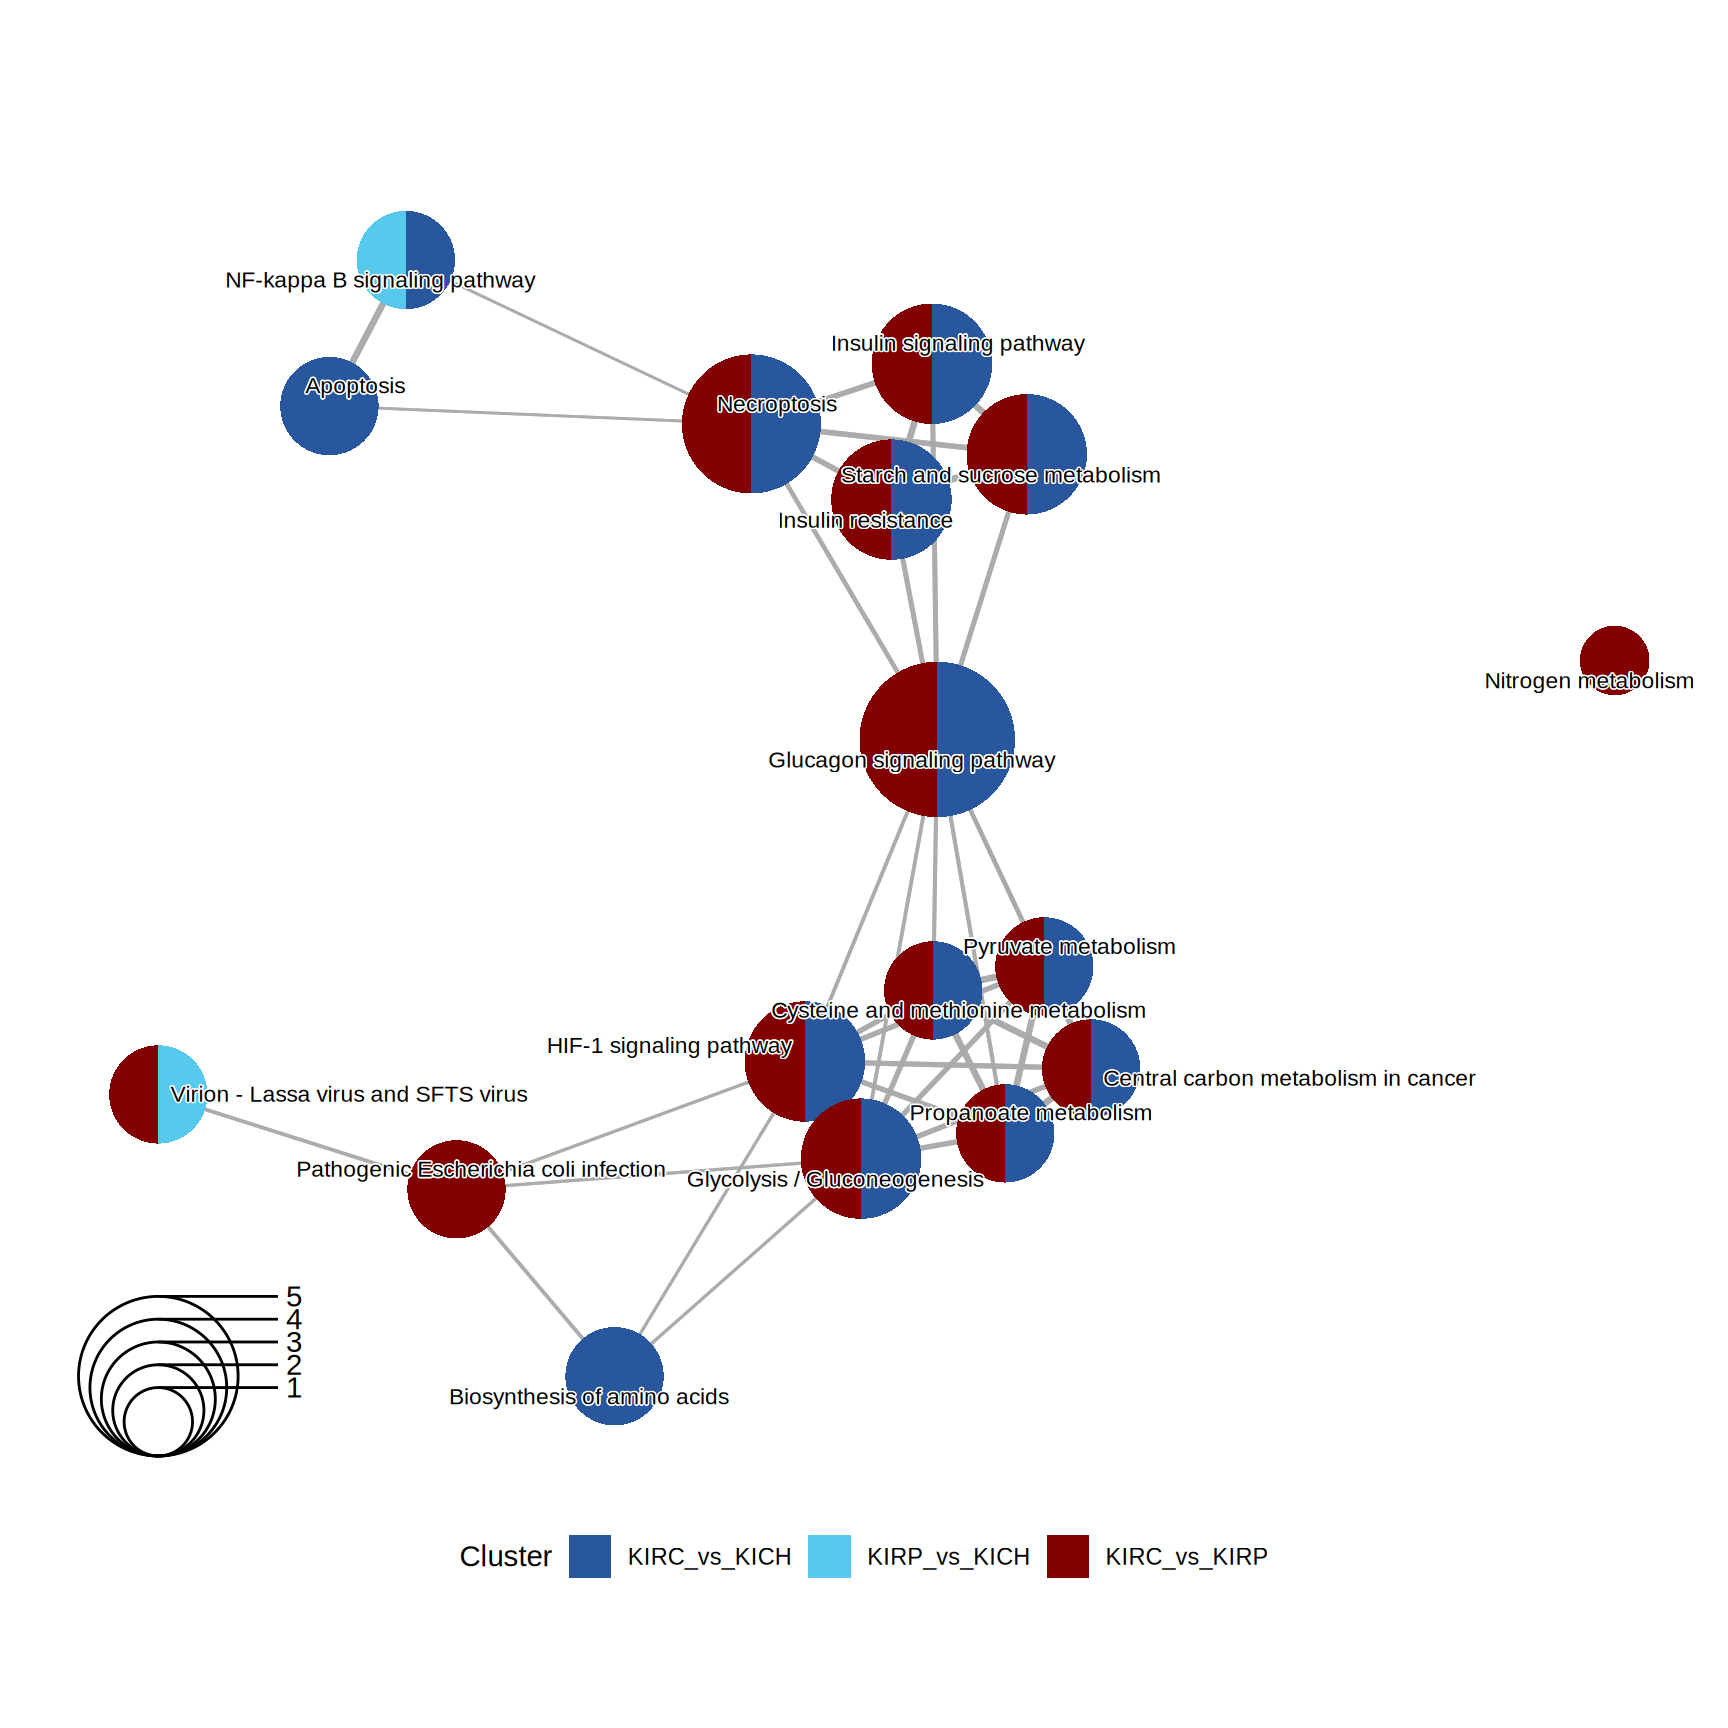 NF-kappa B signaling pathway
Insulin signaling pathway
Apoptosis
Necroptosis
Starch and sucrose metabolism
Insulin resistance
Nitrogen metabolism
Glucagon signaling pathway
Pyruvate metabolism
Cysteine and methionine metabolism
HIF-1 signaling pathway
Central carbon metabolism in cancer
Virion - Lassa virus and SFTS virus
Propanoate metabolism
Pathogenic Escherichia coli infection
Glycolysis / Gluconeogenesis
5
4
3
2
1
Biosynthesis of amino acids
Cluster KIRC_vs_KICH KIRP_vs_KICH KIRC_vs_KIRP